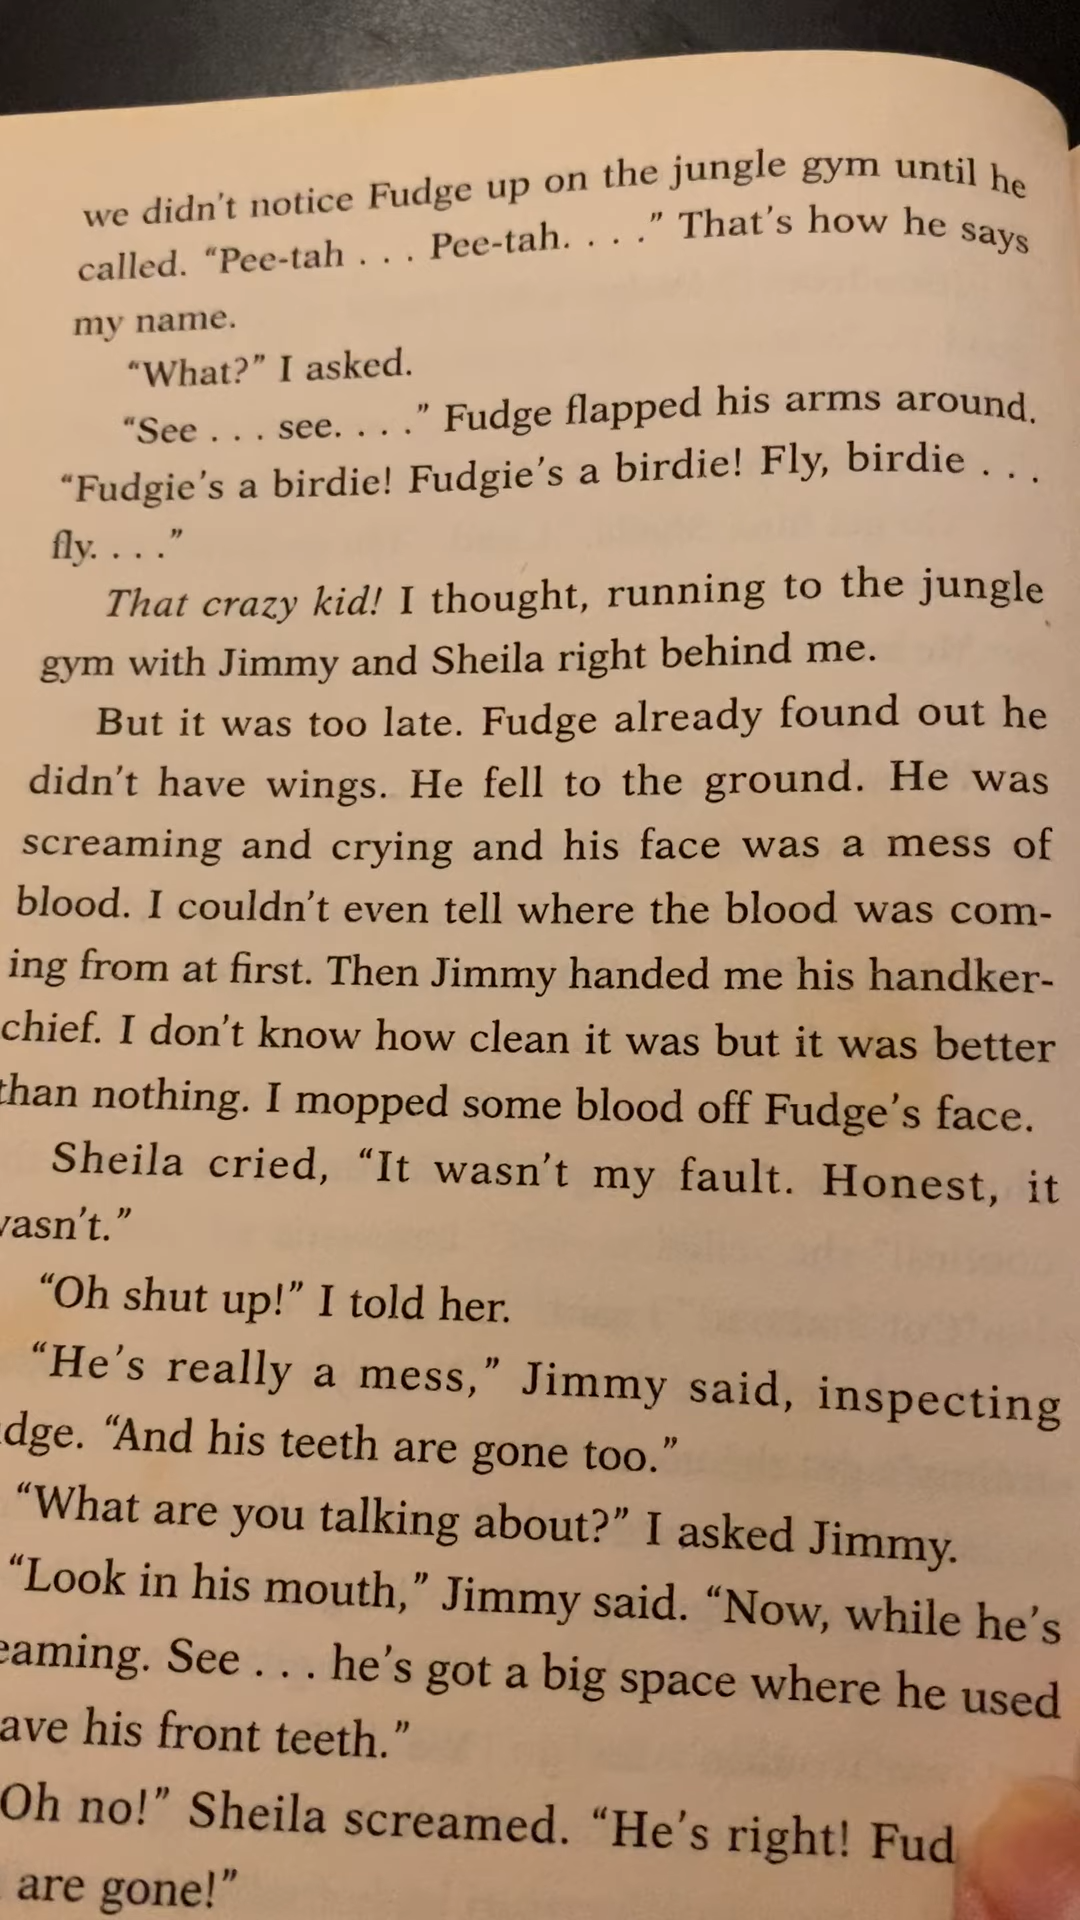 we didn't notice Fudge up on the jungle gym until he
called. “Pee-tah . . . Pee-tah. . . .” That's how he says
my name.
“What?” I asked.
“See . . . see. . . .” Fudge flapped his arms around.
“Fudgie's a birdie! Fudgie's a birdie! Fly, birdie . . .
fly. . . .”
That crazy kid! I thought, running to the jungle
gym with Jimmy and Sheila right behind me.
But it was too late. Fudge already found out he
didn't have wings. He fell to the ground. He was
screaming and crying and his face was a mess of
blood. I couldn't even tell where the blood was com-
ing from at first. Then Jimmy handed me his handker-
chief. I don't know how clean it was but it was better
than nothing. I mopped some blood off Fudge's face.
Sheila cried, “It wasn't my fault. Honest, it
wasn't.”
“Oh shut up!” I told her.
“He's really a mess,” Jimmy said, inspecting
dge. “And his teeth are gone too.”
“What are you talking about?” I asked Jimmy.
“Look in his mouth,” Jimmy said. “Now, while he's
eaming. See . . . he's got a big space where he used
ave his front teeth.”
Oh no!” Sheila screamed. “He's right! Fud
are gone!”